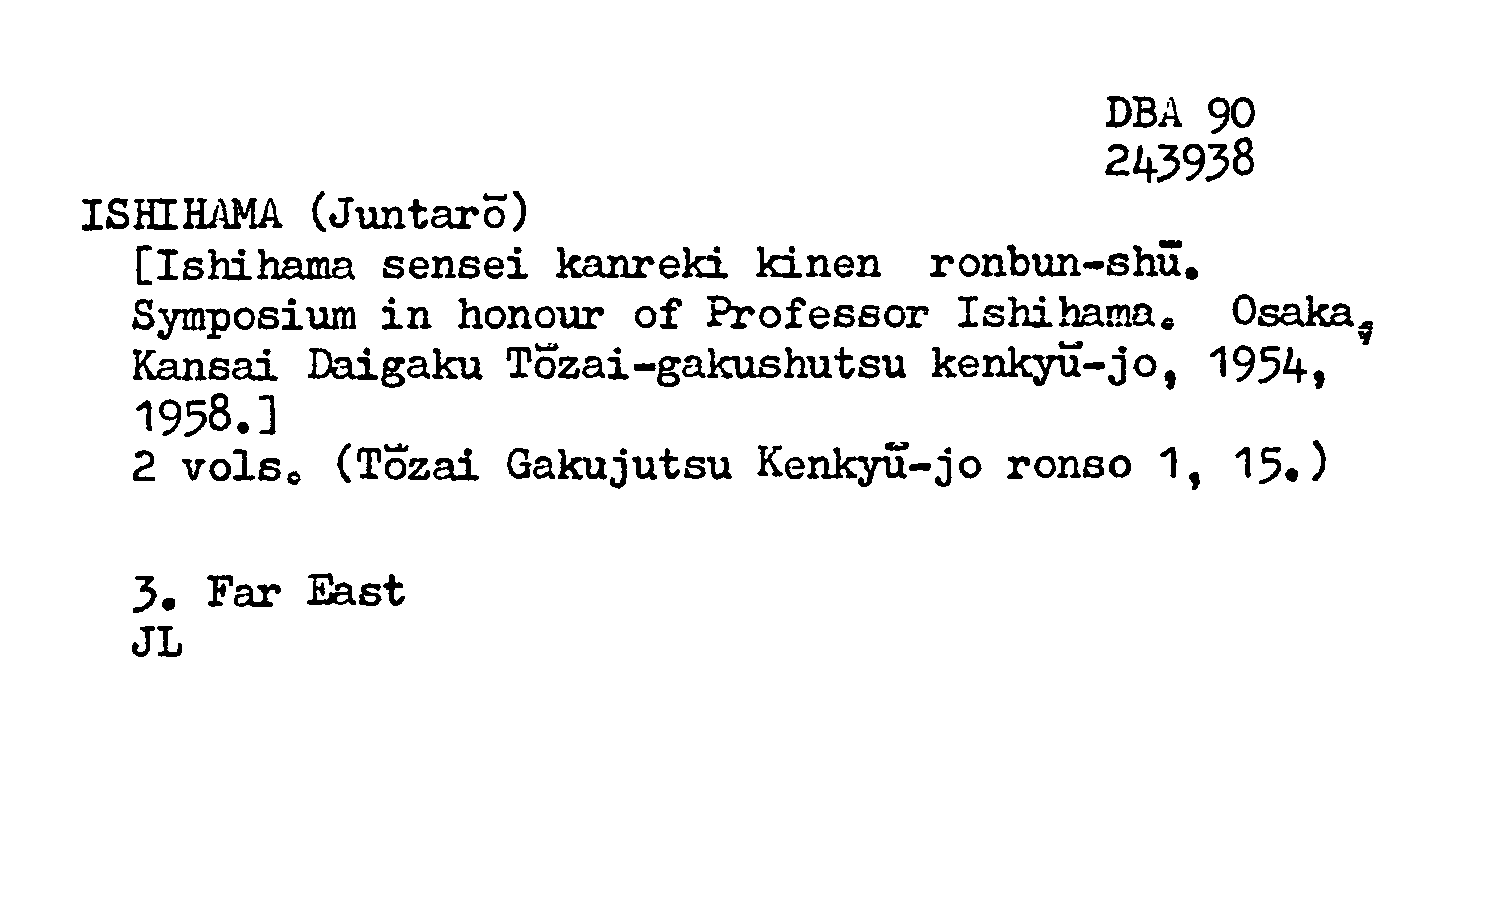 DBA 90
243938
ISHIHAMA (Juntarō)
[Ishihama sensei kanreki kinen ronbun-shū.
Symposium in honour of Professor Ishihama. Osaka,
Kansai Daigaku Tōzai-gakushutsu kenkyū-jo, 1954,
1958.]
2 vols. (Tōzai Gakujutsu Kenkyū-jo ronso 1, 15.)
3. Far East
JL